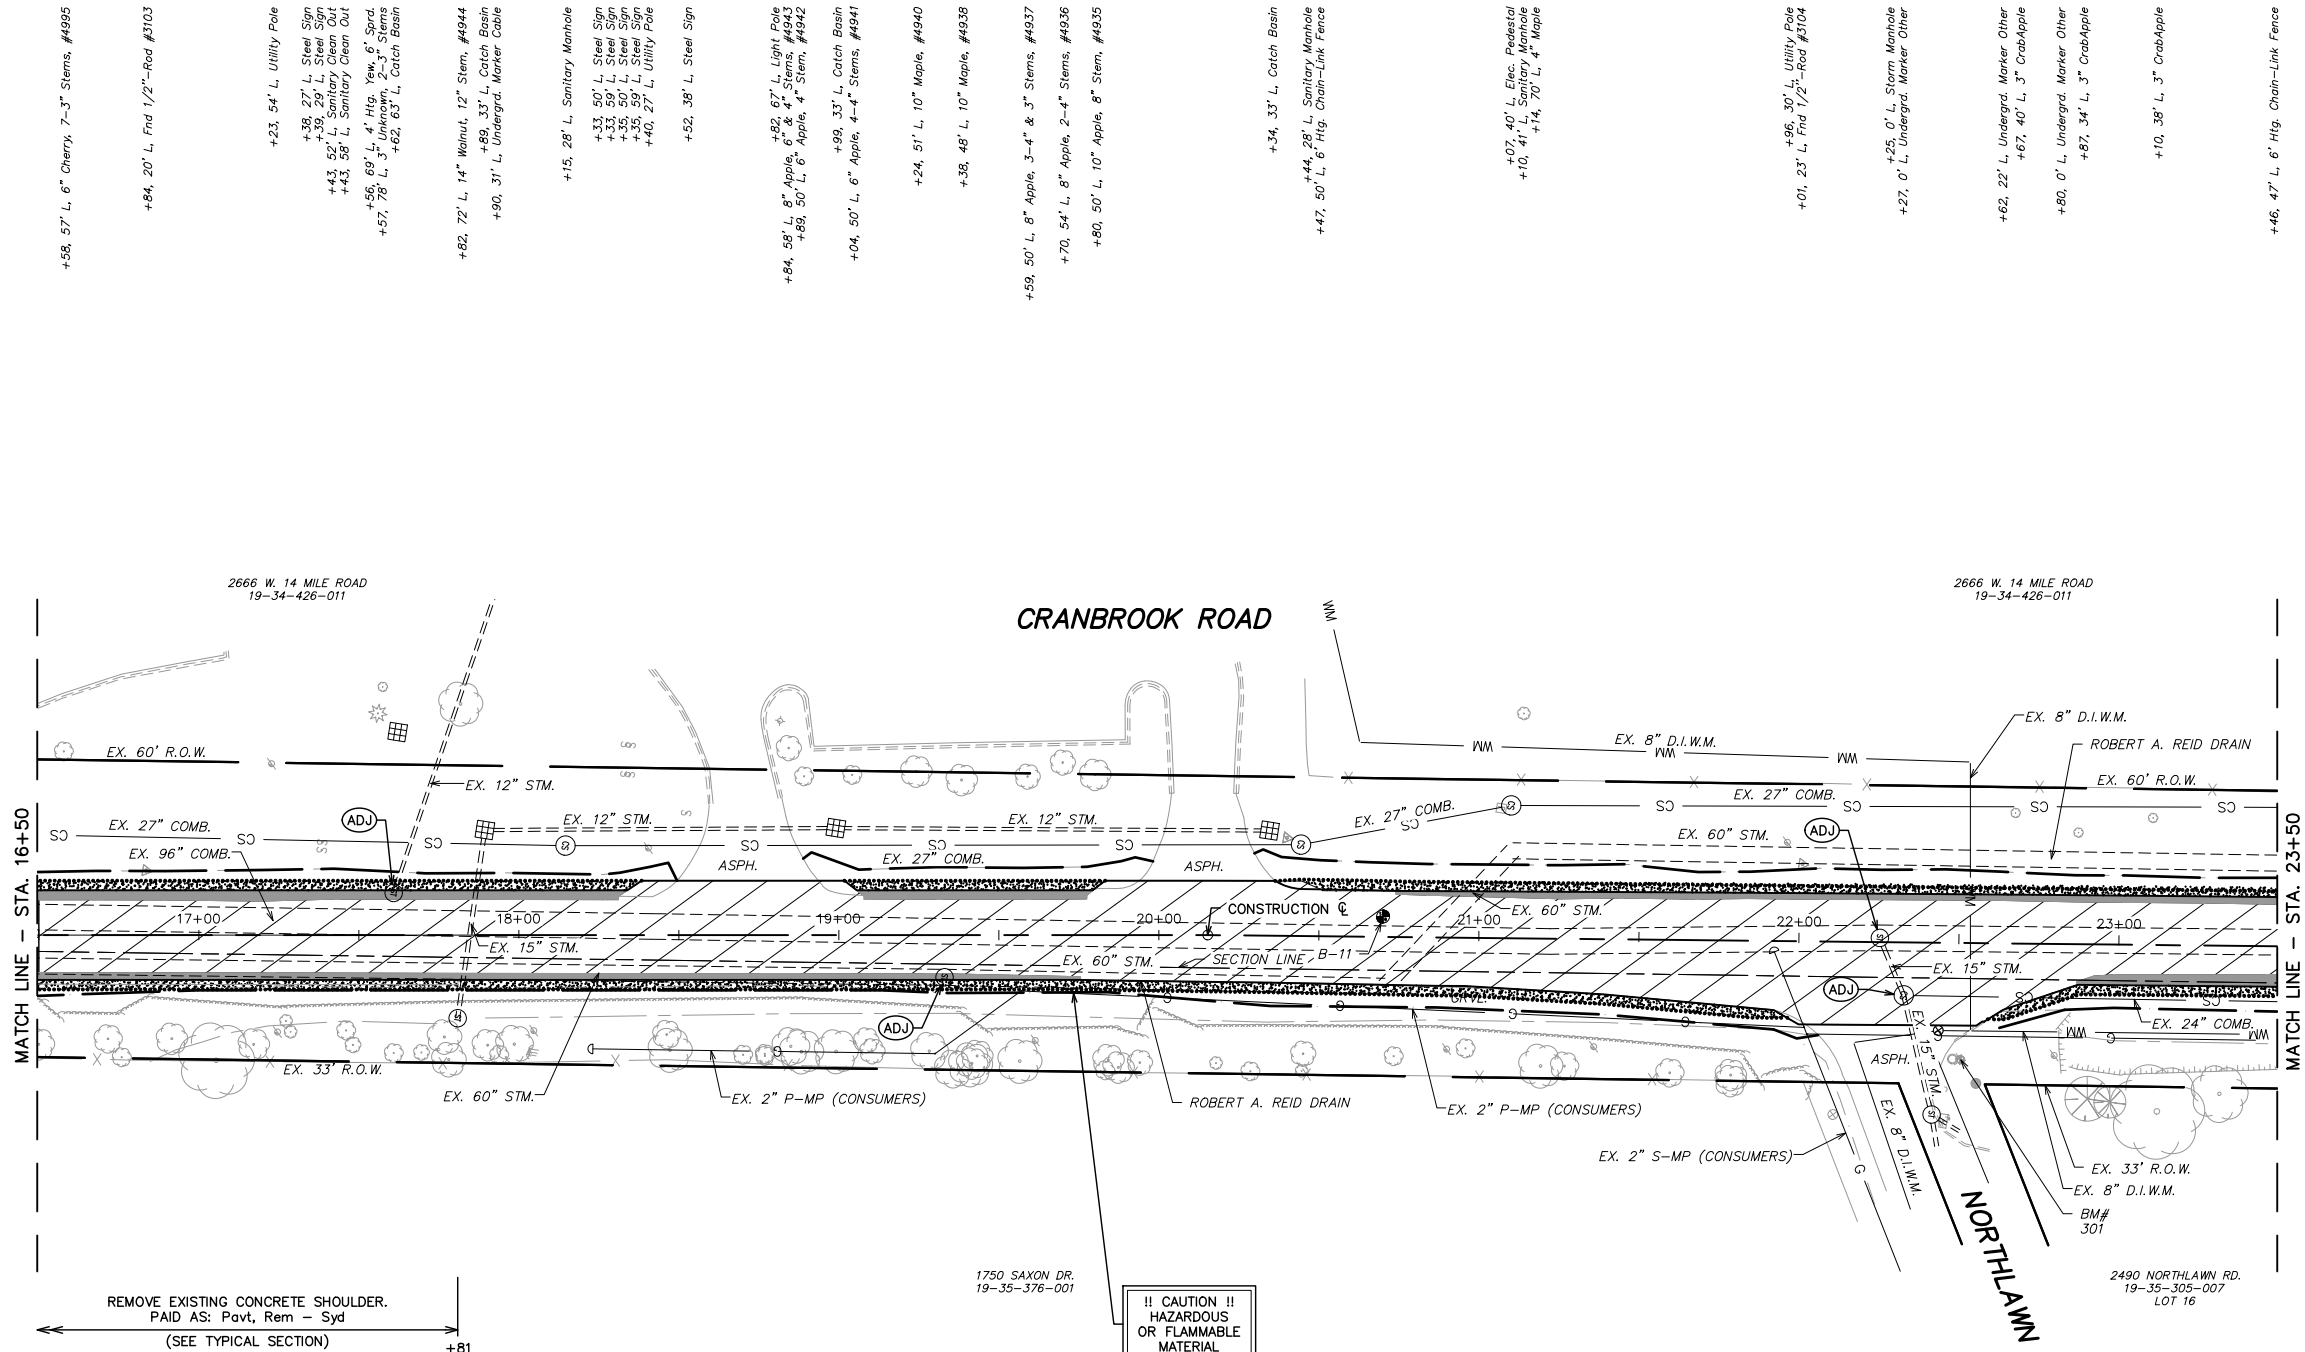 +58, 57' L, 6" Cherry, 7-3" Stems, #4995
+84, 20' L, Fnd 1/2"-Rod #3103
+23, 54' L, Utility Pole
+38, 27' L, Steel Sign
+39, 29' L, Steel Sign
+43, 52' L, Sanitary Clean Out
+43, 58' L, Sanitary Clean Out
+56, 69' L, 4' Htg. Yew, 6' Sprd.
+57, 78' L, 3" Unknown, 2-3" Stems
+62, 63' L, Catch Basin
+82, 72' L, 14" Walnut, 12" Stem, #4944
+89, 33' L, Catch Basin
+90, 31' L, Undergrd. Marker Cable
+15, 28' L, Sanitary Manhole
+33, 50' L, Steel Sign
+33, 59' L, Steel Sign
+35, 50' L, Steel Sign
+35, 59' L, Steel Sign
+40, 27' L, Utility Pole
+52, 38' L, Steel Sign
+82, 67' L, Light Pole
+84, 58' L, 8" Apple, 6" & 4" Stems, #4943
+89, 50' L, 6" Apple, 4" Stem, #4942
+99, 33' L, Catch Basin
+04, 50' L, 6" Apple, 4-4" Stems, #4941
+24, 51' L, 10" Maple, #4940
+38, 48' L, 10" Maple, #4938
+59, 50' L, 8" Apple, 3-4" & 3" Stems, #4937
+70, 54' L, 8" Apple, 2-4" Stems, #4936
+80, 50' L, 10" Apple, 8" Stem, #4935
+34, 33' L, Catch Basin
+44, 28' L, Sanitary Manhole
+47, 50' L, 6' Htg. Chain-Link Fence
+07, 40' L, Elec. Pedestal
+10, 41' L, Sanitary Manhole
+14, 70' L, 4" Maple
+96, 30' L, Utility Pole
+01, 23' L, Fnd 1/2"-Rod #3104
+25, 0' L, Storm Manhole
+27, 0' L, Undergrd. Marker Other
+62, 22' L, Undergrd. Marker Other
+67, 40' L, 3" CrabApple
+80, 0' L, Undergrd. Marker Other
+87, 34' L, 3" CrabApple
+10, 38' L, 3" CrabApple
+46, 47' L, 6' Htg. Chain-Link Fence
2666 W. 14 MILE ROAD
19-34-426-011
CRANBROOK ROAD
2666 W. 14 MILE ROAD
19-34-426-011
WM
EX. 8" D.I.W.M.
EX. 8" D.I.W.M.
WM
WM
WM
ROBERT A. REID DRAIN
EX. 60' R.O.W.
EX. 60' R.O.W.
EX. 12" STM.
EX. 27" COMB.
MATCH LINE - STA. 16+50
MATCH LINE - STA. 23+50
EX. 27" COMB.
ADJ
EX. 12" STM.
EX. 12" STM.
EX. 27" COMB.
EX. 60" STM.
ADJ
CS
CS
CS
CS
CS
CS
CS
CS
CS
CS
CS
EX. 96" COMB.
EX. 27" COMB.
ASPH.
ASPH.
17+00
18+00
19+00
20+00
21+00
22+00
23+00
CONSTRUCTION ℄
EX. 60" STM.
EX. 15" STM.
EX. 60" STM.
SECTION LINE
B-11
EX. 15" STM.
ADJ
ADJ
GRVL.
EX. 24" COMB.
CS
CS
WM
WM
WM
ASPH.
EX. 15" STM.
EX. 33' R.O.W.
EX. 60" STM.
EX. 2" P-MP (CONSUMERS)
ROBERT A. REID DRAIN
EX. 2" P-MP (CONSUMERS)
EX. 2" S-MP (CONSUMERS)
EX. 8" D.I.W.M.
G
EX. 33' R.O.W.
EX. 8" D.I.W.M.
BM#
301
NORTHLAWN
1750 SAXON DR.
19-35-376-001
2490 NORTHLAWN RD.
19-35-305-007
LOT 16
REMOVE EXISTING CONCRETE SHOULDER.
PAID AS: Pavt, Rem - Syd
(SEE TYPICAL SECTION)
+81
!! CAUTION !!
HAZARDOUS
OR FLAMMABLE
MATERIAL